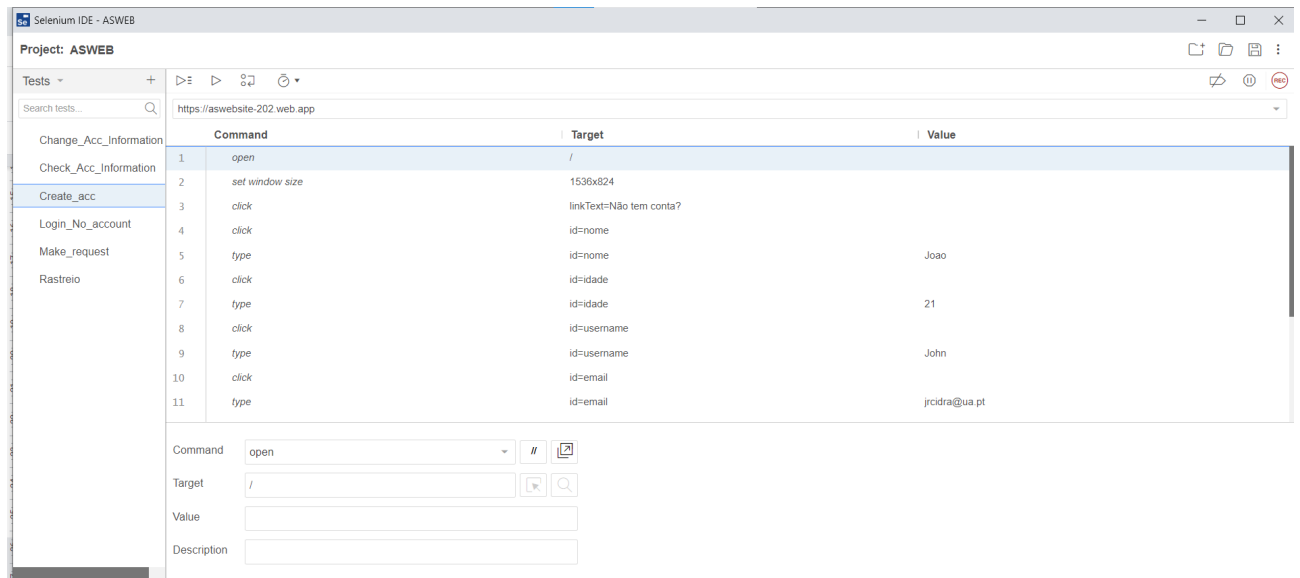 Selenium IDE - ASWEB
Project: ASWEB
Tests
Search tests...
Change_Acc_Information
Check_Acc_Information
Create_acc
Login_No_account
Make_request
Rastreio
REC
https://aswebsite-202.web.app
Command Target Value
1 open /
2 set window size 1536x824
3 click linkText=Não tem conta?
4 click id=nome
5 type id=nome Joao
6 click id=idade
7 type id=idade 21
8 click id=username
9 type id=username John
10 click id=email
11 type id=email jrcidra@ua.pt
Command open //
Target /
Value
Description